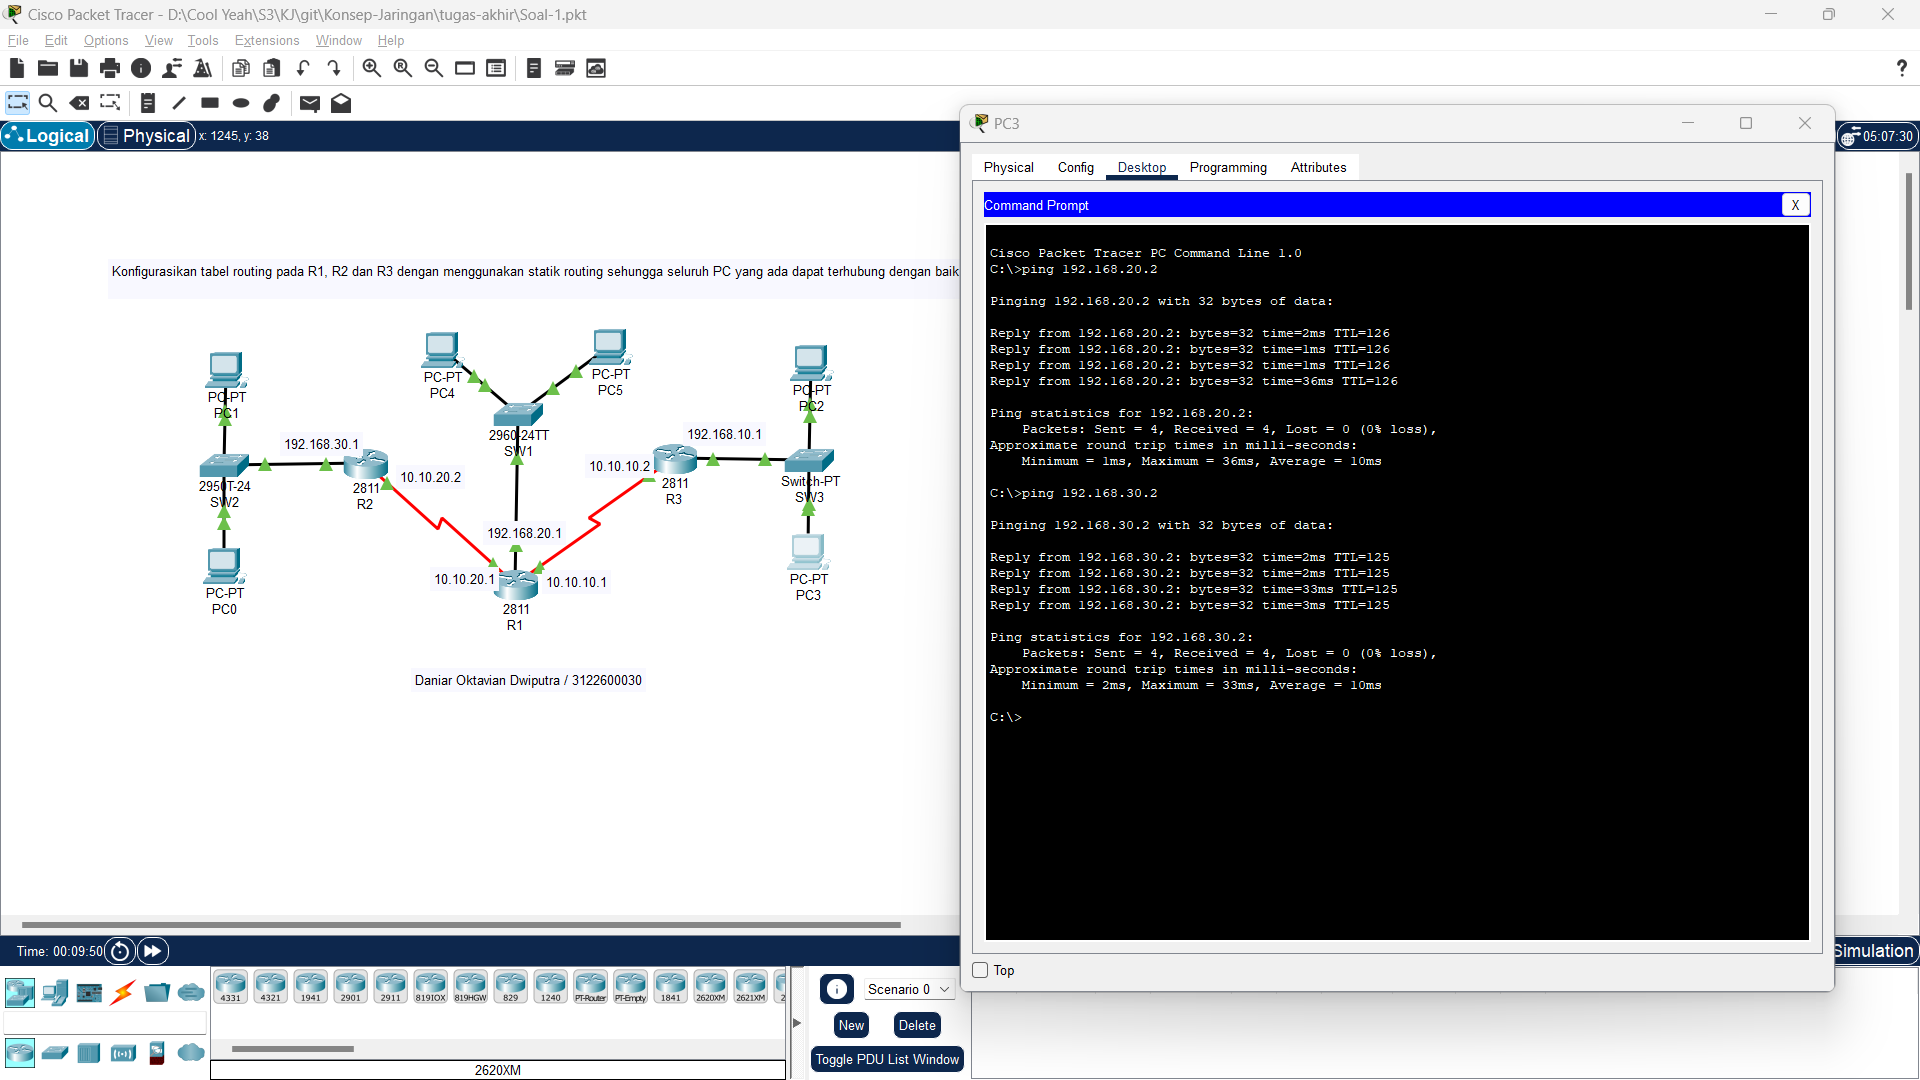 Cisco Packet Tracer - D:\Cool Yeah\S3\KJ\git\Konsep-Jaringan\tugas-akhir\Soal-1.pkt
File Edit Options View Tools Extensions Window Help
Logical Physical x: 1245, y: 38
05:07:30
Konfigurasikan tabel routing pada R1, R2 dan R3 dengan menggunakan statik routing sehungga seluruh PC yang ada dapat terhubung dengan baik
PC-PT
PC1
PC-PT
PC4
PC-PT
PC5
PC-PT
PC2
2960-24TT
SW1
192.168.30.1
192.168.10.1
2950T-24
SW2
2811
R2
10.10.20.2
10.10.10.2
2811
R3
Switch-PT
SW3
192.168.20.1
10.10.20.1
10.10.10.1
PC-PT
PC0
2811
R1
PC-PT
PC3
Daniar Oktavian Dwiputra / 3122600030
PC3
Physical Config Desktop Programming Attributes
Command Prompt
X
Cisco Packet Tracer PC Command Line 1.0
C:\>ping 192.168.20.2
Pinging 192.168.20.2 with 32 bytes of data:
Reply from 192.168.20.2: bytes=32 time=2ms TTL=126
Reply from 192.168.20.2: bytes=32 time=1ms TTL=126
Reply from 192.168.20.2: bytes=32 time=1ms TTL=126
Reply from 192.168.20.2: bytes=32 time=36ms TTL=126
Ping statistics for 192.168.20.2:
Packets: Sent = 4, Received = 4, Lost = 0 (0% loss),
Approximate round trip times in milli-seconds:
Minimum = 1ms, Maximum = 36ms, Average = 10ms
C:\>ping 192.168.30.2
Pinging 192.168.30.2 with 32 bytes of data:
Reply from 192.168.30.2: bytes=32 time=2ms TTL=125
Reply from 192.168.30.2: bytes=32 time=2ms TTL=125
Reply from 192.168.30.2: bytes=32 time=33ms TTL=125
Reply from 192.168.30.2: bytes=32 time=3ms TTL=125
Ping statistics for 192.168.30.2:
Packets: Sent = 4, Received = 4, Lost = 0 (0% loss),
Approximate round trip times in milli-seconds:
Minimum = 2ms, Maximum = 33ms, Average = 10ms
C:\>
Top
Time: 00:09:50
Simulation
4331 4321 1941 2901 2911 819IOX 819HGW 829 1240 PT-Router PT-Empty 1841 2620XM 2621XM 2
2620XM
Scenario 0
New Delete
Toggle PDU List Window